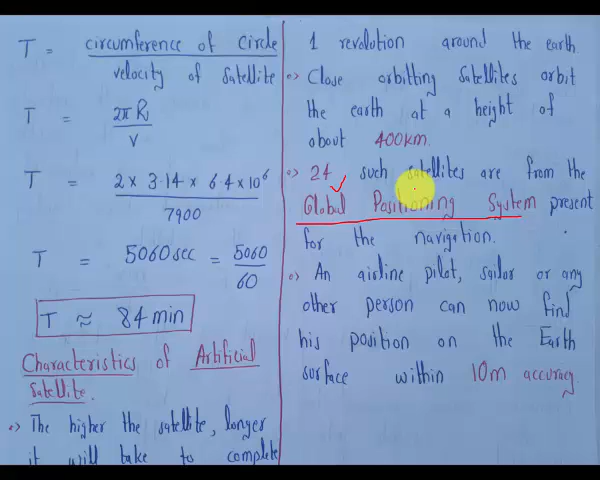 T = circumference of circle
velocity of satellite
T = 2πR
V
T = 2 × 3.14 × 6.4 × 10⁶
7900
T = 5060 sec = 5060
60
T ≈ 84 min
Characteristics of Artificial
Satellite.
The higher the satellite, longer
it will take to complete
1 revolution around the earth
Close orbitting satellites orbit
the earth at a height of
about 400km.
24 such satellites are from the
Global Positioning System present
for the navigation.
An airline pilot, sailor or any
other person can now find
his position on the Earth
surface within 10m accuracy.